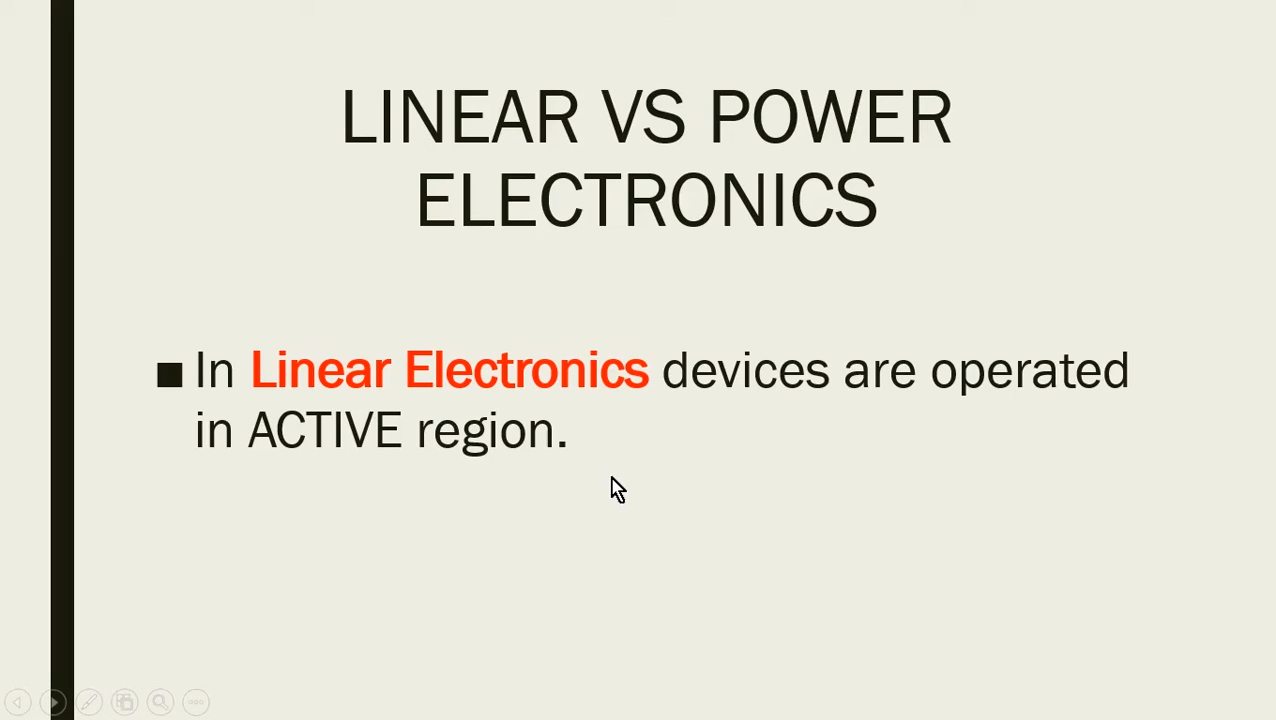 LINEAR VS POWER
ELECTRONICS
■ In Linear Electronics devices are operated
in ACTIVE region.